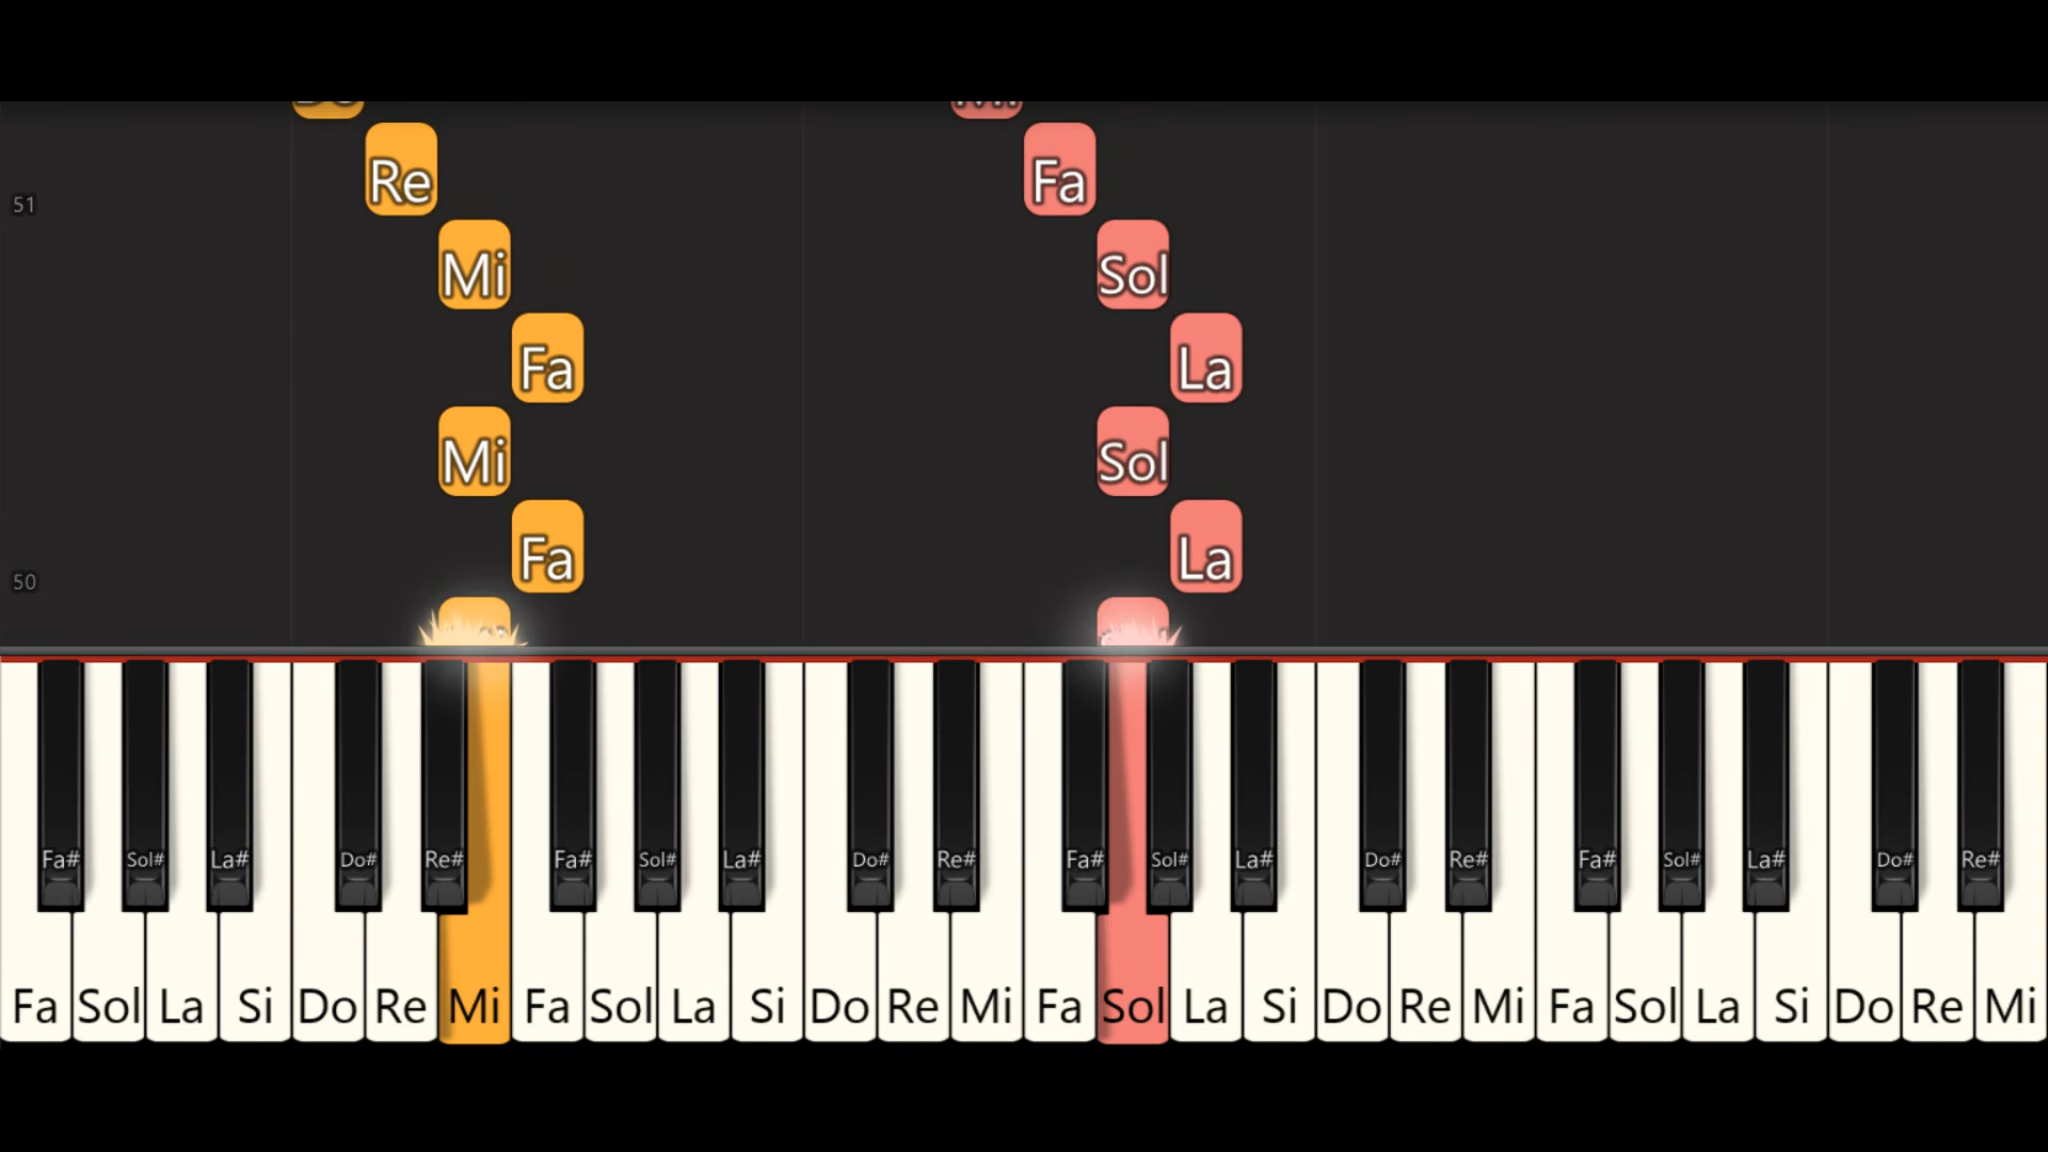 Re Fa
51
Mi Sol
Fa La
Mi Sol
Fa La
50
Fa# Sol# La# Do# Re# Fa# Sol# La# Do# Re# Fa# Sol# La# Do# Re# Fa# Sol# La# Do# Re#
Fa Sol La Si Do Re Mi Fa Sol La Si Do Re Mi Fa Sol La Si Do Re Mi Fa Sol La Si Do Re Mi